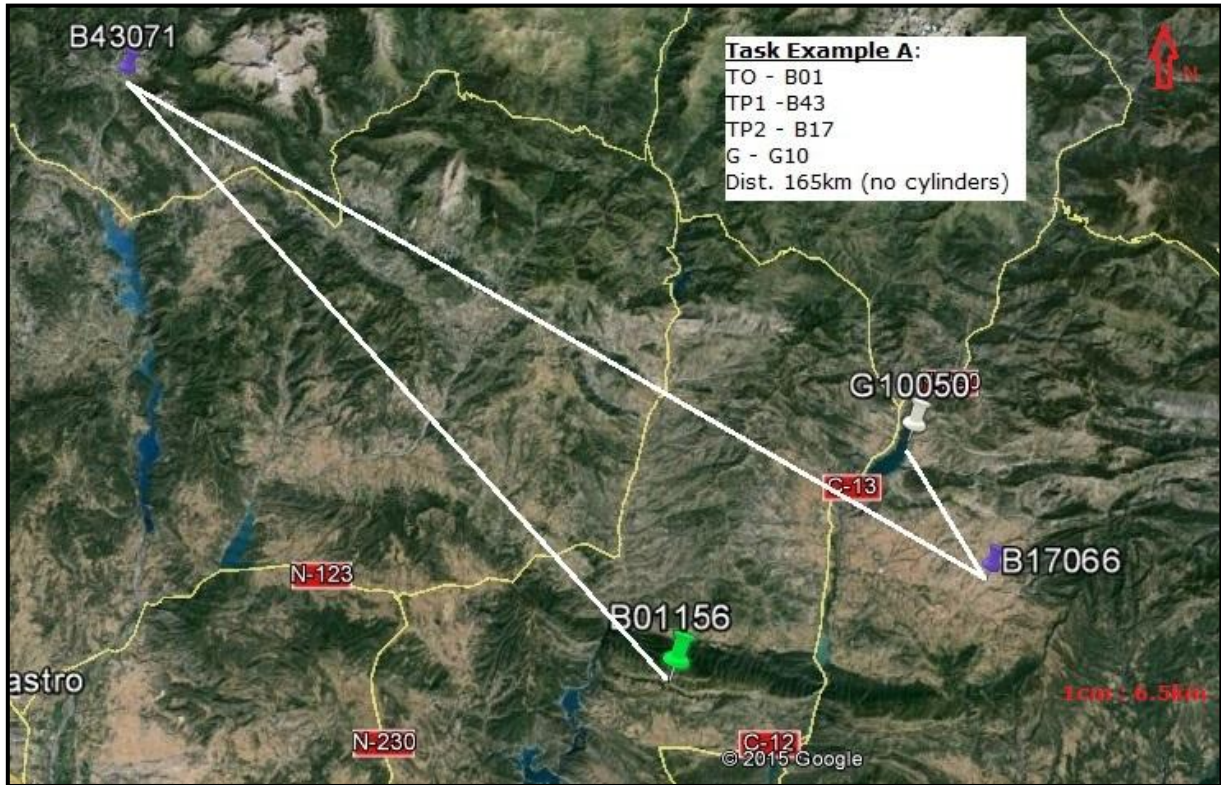 B43071
Task Example A:
TO - B01
TP1 -B43
TP2 - B17
G - G10
Dist. 165km (no cylinders)
N
G10050
C-13
B17066
N-123
B01156
astro
1cm : 6.5km
N-230
C-12
© 2015 Google